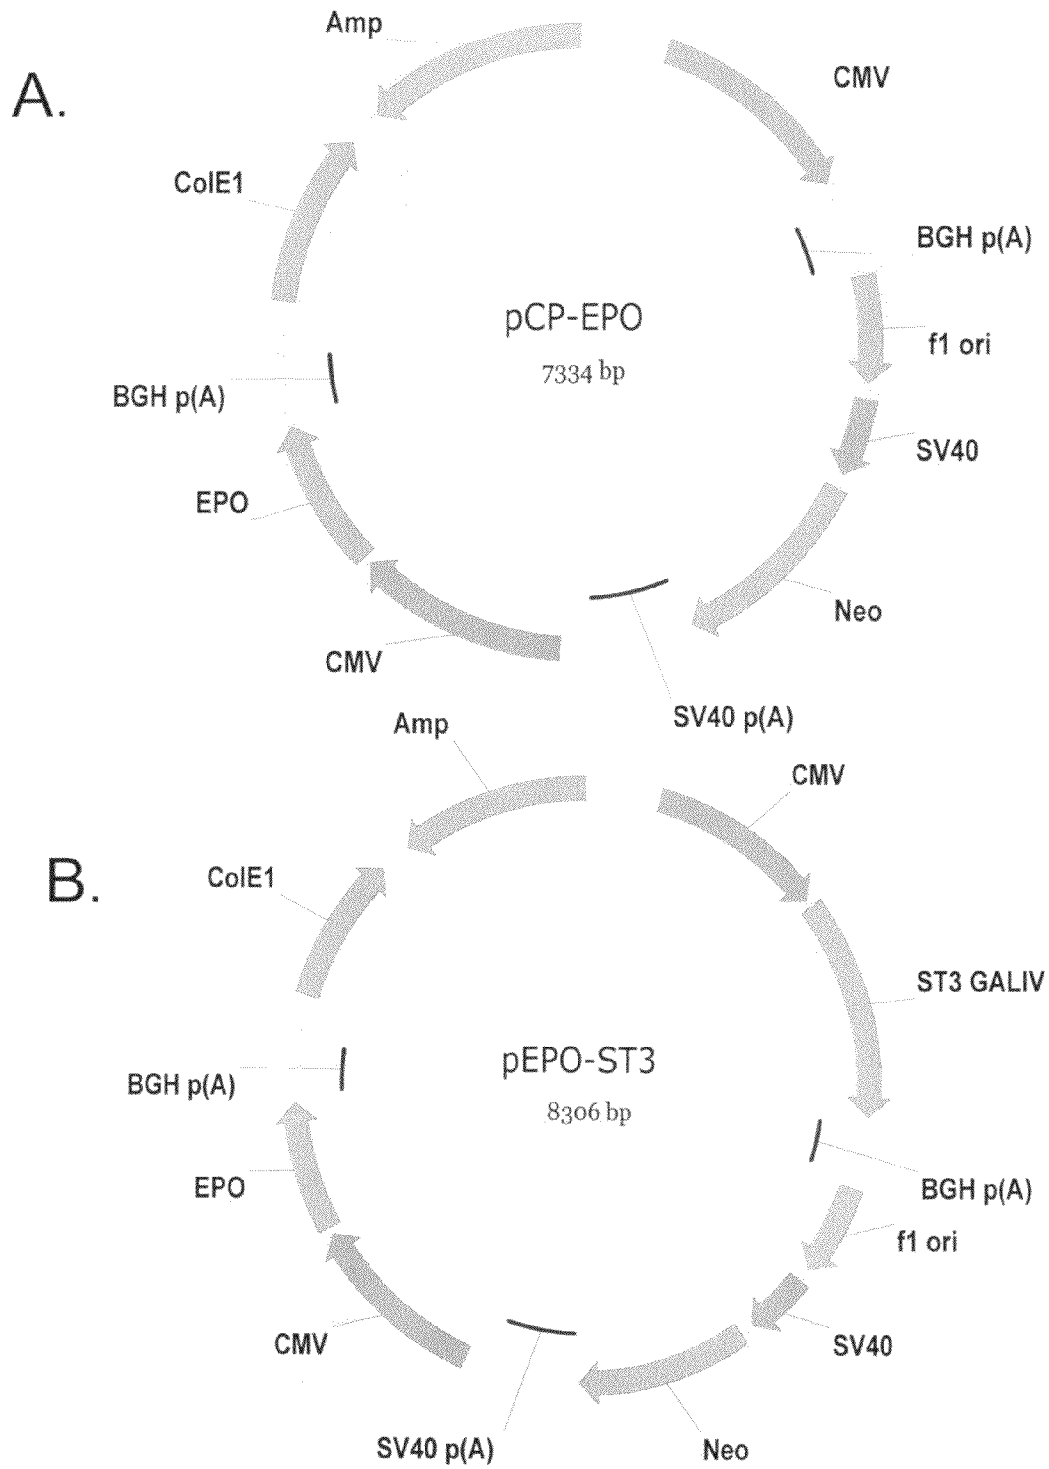 A.
Amp
CMV
ColE1
BGH p(A)
pCP-EPO
7334 bp
f1 ori
BGH p(A)
SV40
EPO
Neo
CMV
SV40 p(A)
B.
Amp
CMV
ColE1
ST3 GALIV
pEPO-ST3
8306 bp
BGH p(A)
EPO
BGH p(A)
f1 ori
CMV
SV40
SV40 p(A)
Neo